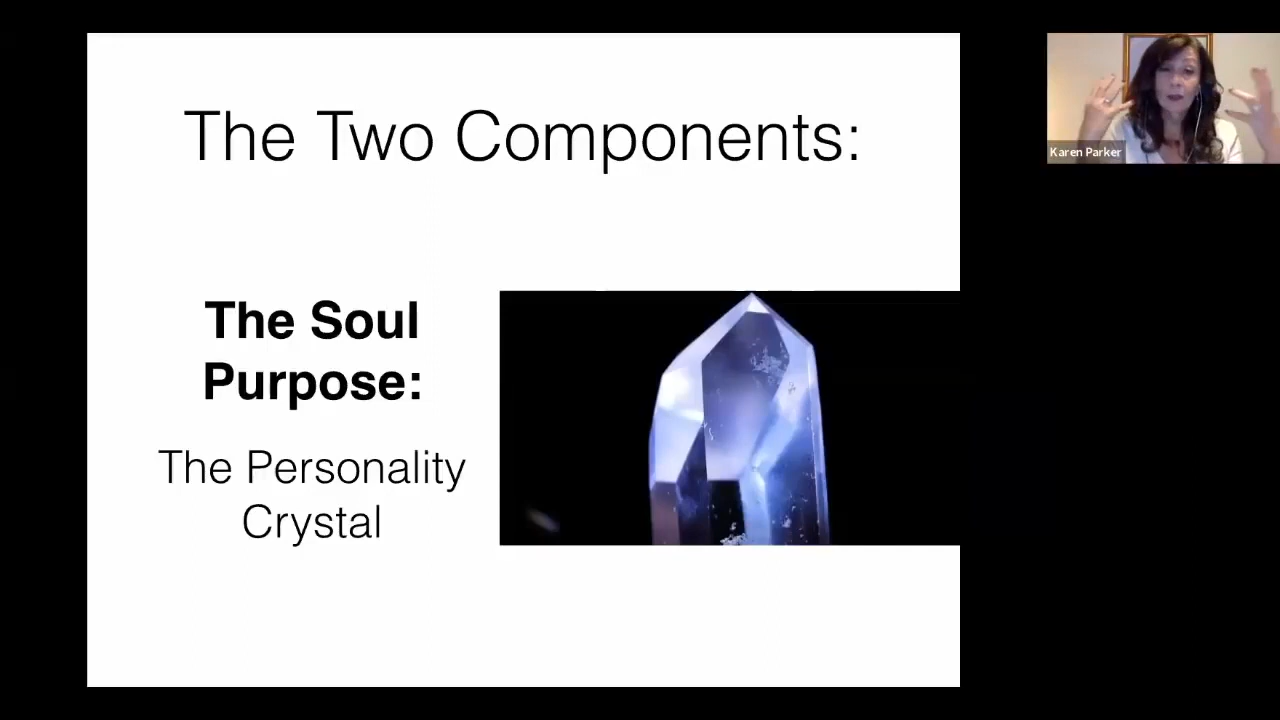 The Two Components:
The Soul
Purpose:
The Personality
Crystal
Karen Parker